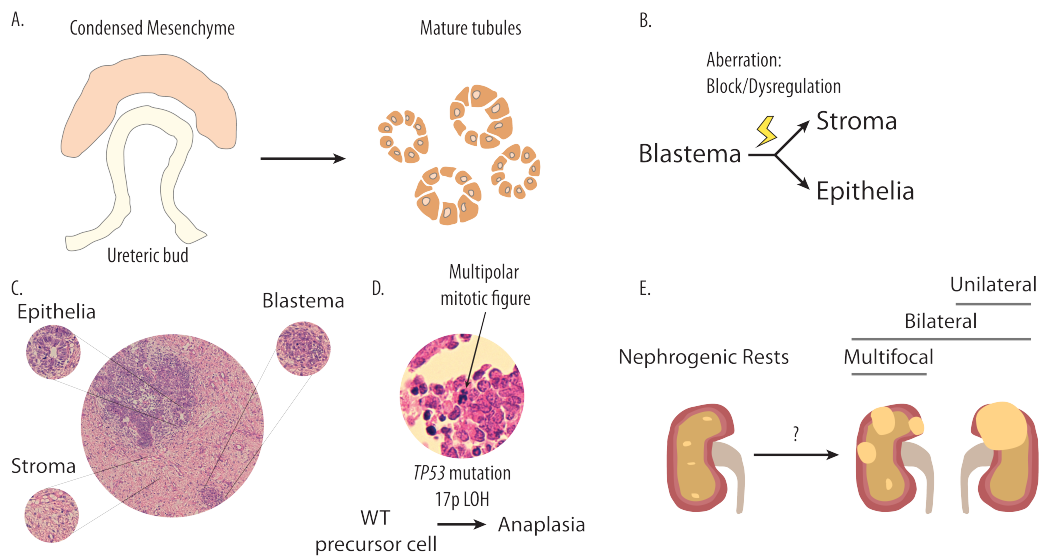 A.
Condensed Mesenchyme
Mature tubules
Ureteric bud
B.
Aberration:
Block/Dysregulation
Blastema
Stroma
Epithelia
C.
Epithelia
Blastema
Stroma
D.
Multipolar
mitotic figure
TP53 mutation
17p LOH
WT
precursor cell
Anaplasia
E.
Unilateral
Bilateral
Nephrogenic Rests
Multifocal
?